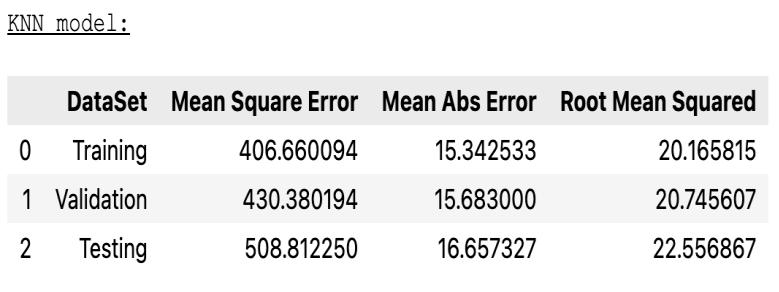 KNN model:
DataSet Mean Square Error Mean Abs Error Root Mean Squared
0 Training 406.660094 15.342533 20.165815
1 Validation 430.380194 15.683000 20.745607
2 Testing 508.812250 16.657327 22.556867